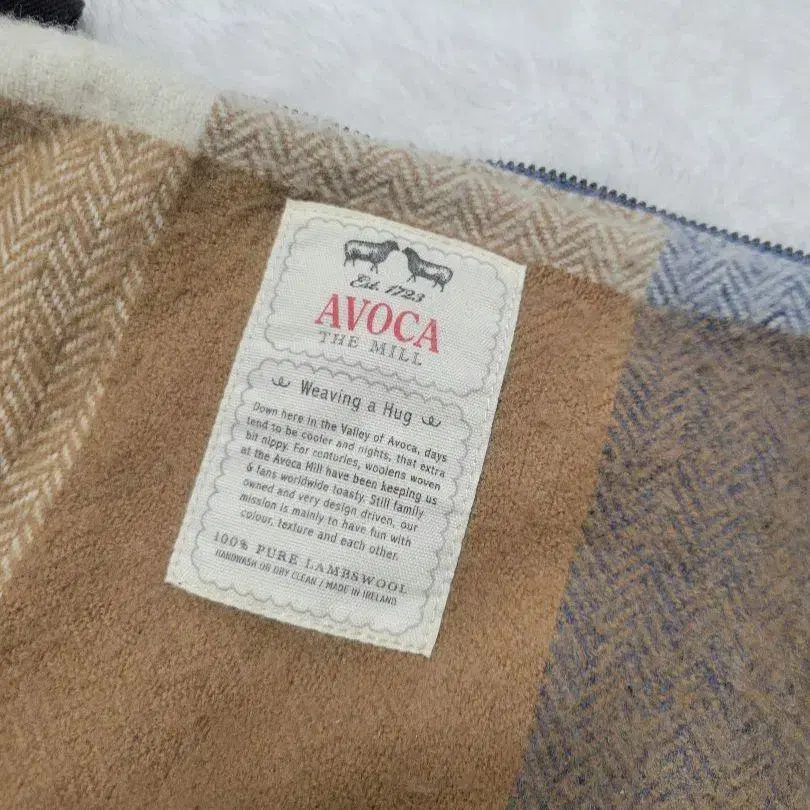 Est. 1723
AVOCA
THE MILL
Weaving a Hug
Down here in the Valley of Avoca, days
tend to be cooler and nights, that extra
bit nippy. For centuries, woolens woven
at the Avoca Mill have been keeping us
& fans worldwide toasty. Still family
owned and very design driven, our
mission is mainly to have fun with
colour, texture and each other.
100% PURE LAMBSWOOL
HANDWASH OR DRY CLEAN / MADE IN IRELAND